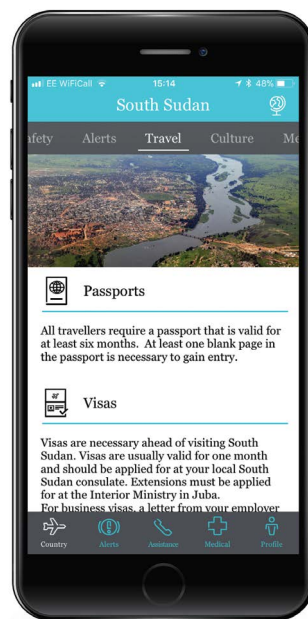 EE WiFiCall 15:14 48%
South Sudan
afety Alerts Travel Culture Me
Passports
All travellers require a passport that is valid for
at least six months. At least one blank page in
the passport is necessary to gain entry.
Visas
Visas are necessary ahead of visiting South
Sudan. Visas are usually valid for one month
and should be applied for at your local South
Sudan consulate. Extensions must be applied
for at the Interior Ministry in Juba.
For business visas, a letter from your employer
Country Alerts Assistance Medical Profile